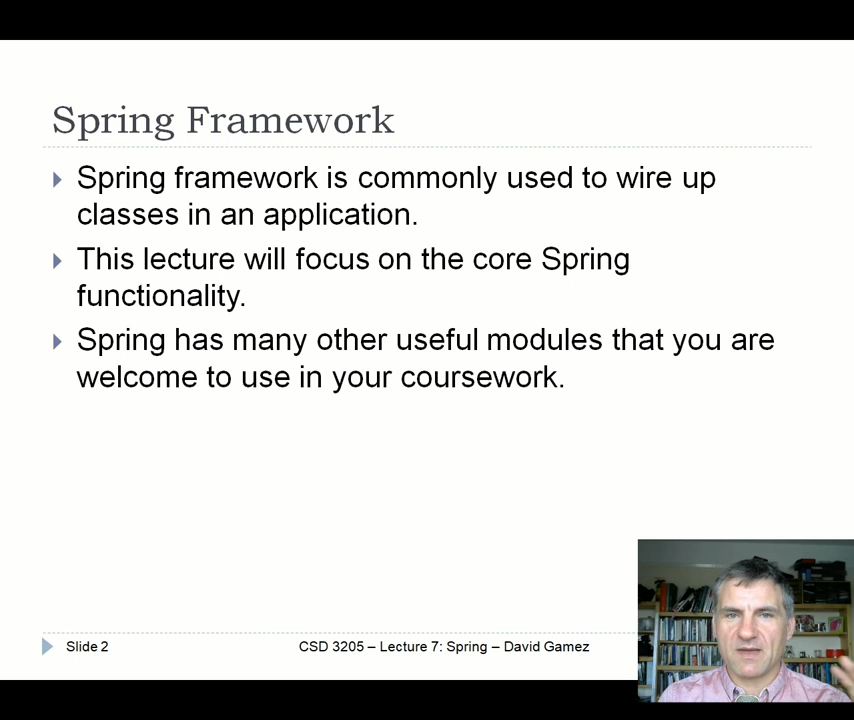 Spring Framework
Spring framework is commonly used to wire up
classes in an application.
This lecture will focus on the core Spring
functionality.
Spring has many other useful modules that you are
welcome to use in your coursework.
Slide 2
CSD 3205 – Lecture 7: Spring – David Gamez